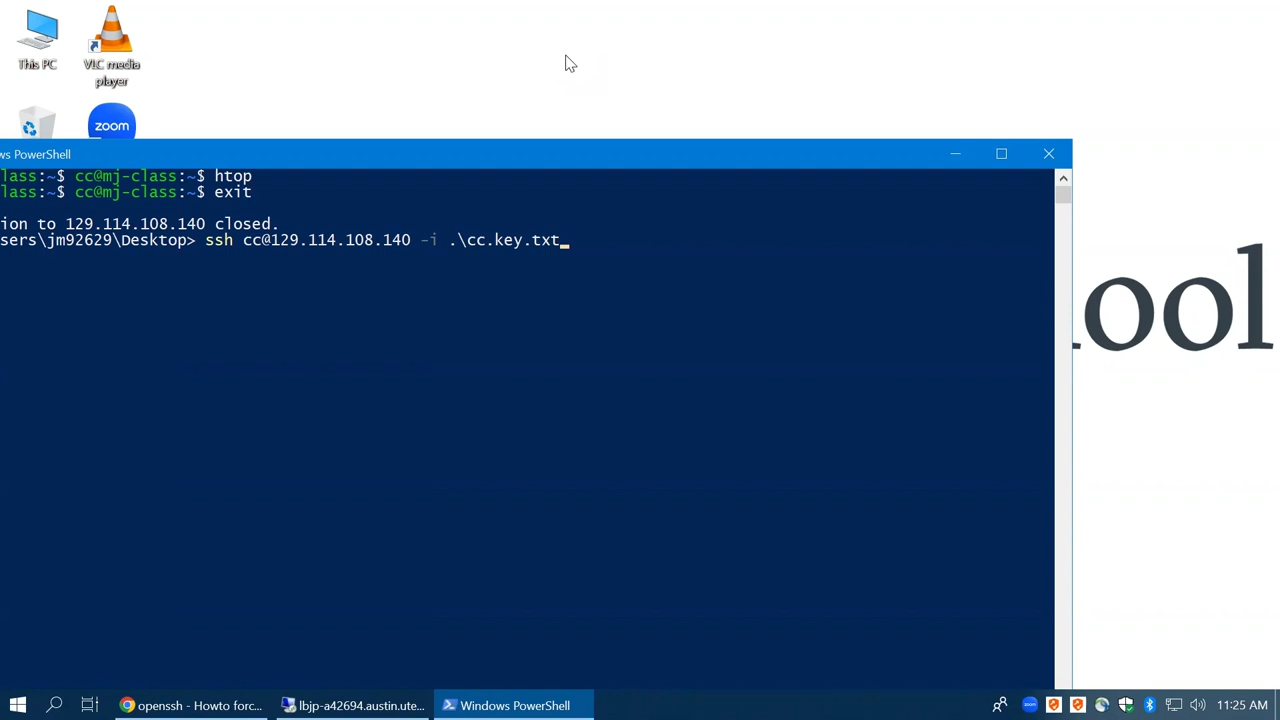 This PC
VLC media
player
zoom
ws PowerShell
lass:~$ cc@mj-class:~$ htop
lass:~$ cc@mj-class:~$ exit
ion to 129.114.108.140 closed.
sers\jm92629\Desktop> ssh cc@129.114.108.140 -i .\cc.key.txt
ool
openssh - Howto forc...
lbjp-a42694.austin.ute...
Windows PowerShell
zoom
11:25 AM